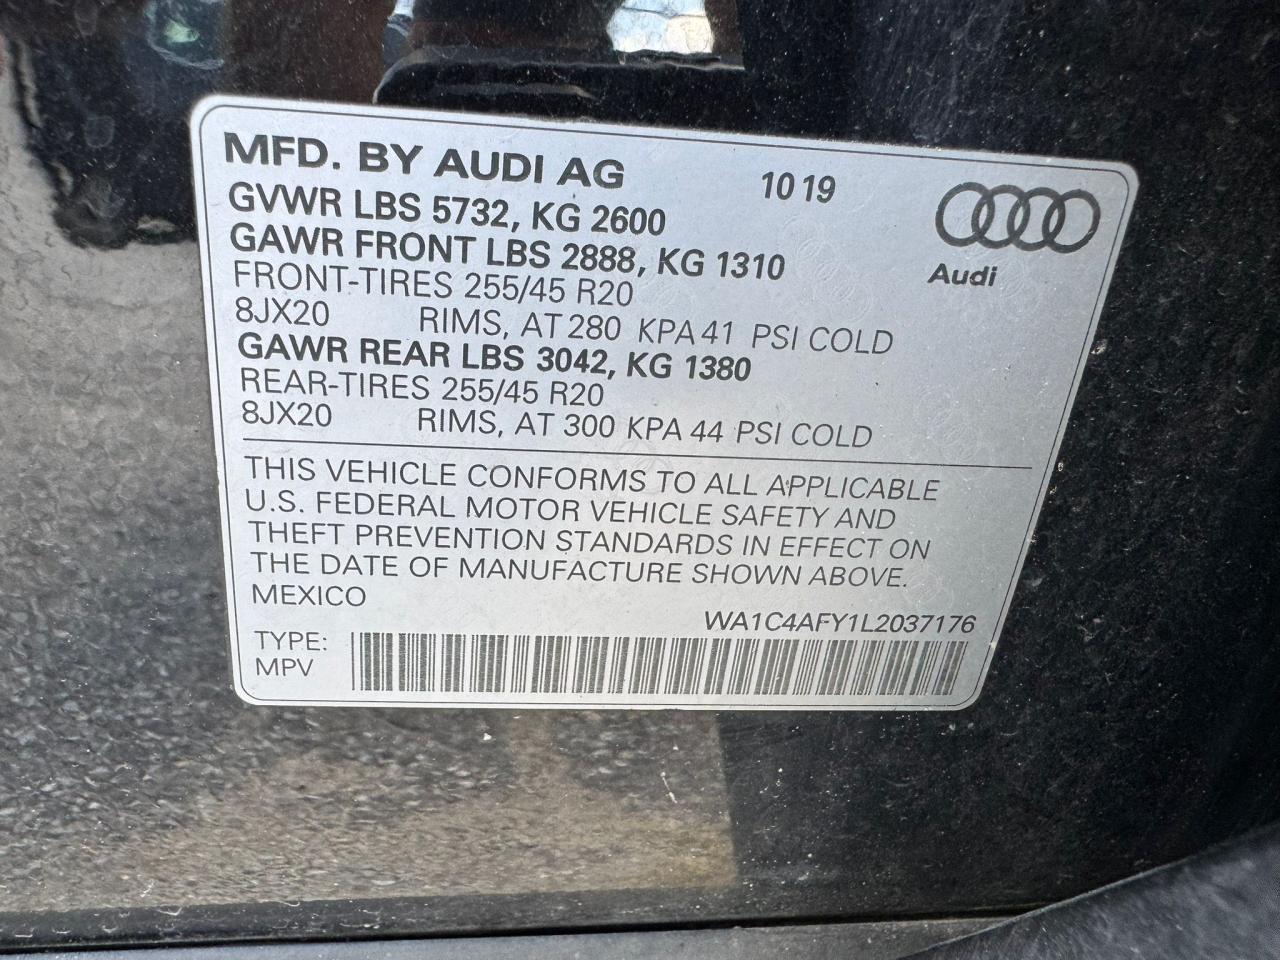 MFD. BY AUDI AG 10 19
GVWR LBS 5732, KG 2600
GAWR FRONT LBS 2888, KG 1310
Audi
FRONT-TIRES 255/45 R20
8JX20 RIMS, AT 280 KPA 41 PSI COLD
GAWR REAR LBS 3042, KG 1380
REAR-TIRES 255/45 R20
8JX20 RIMS, AT 300 KPA 44 PSI COLD
THIS VEHICLE CONFORMS TO ALL APPLICABLE
U.S. FEDERAL MOTOR VEHICLE SAFETY AND
THEFT PREVENTION STANDARDS IN EFFECT ON
THE DATE OF MANUFACTURE SHOWN ABOVE.
MEXICO
WA1C4AFY1L2037176
TYPE:
MPV